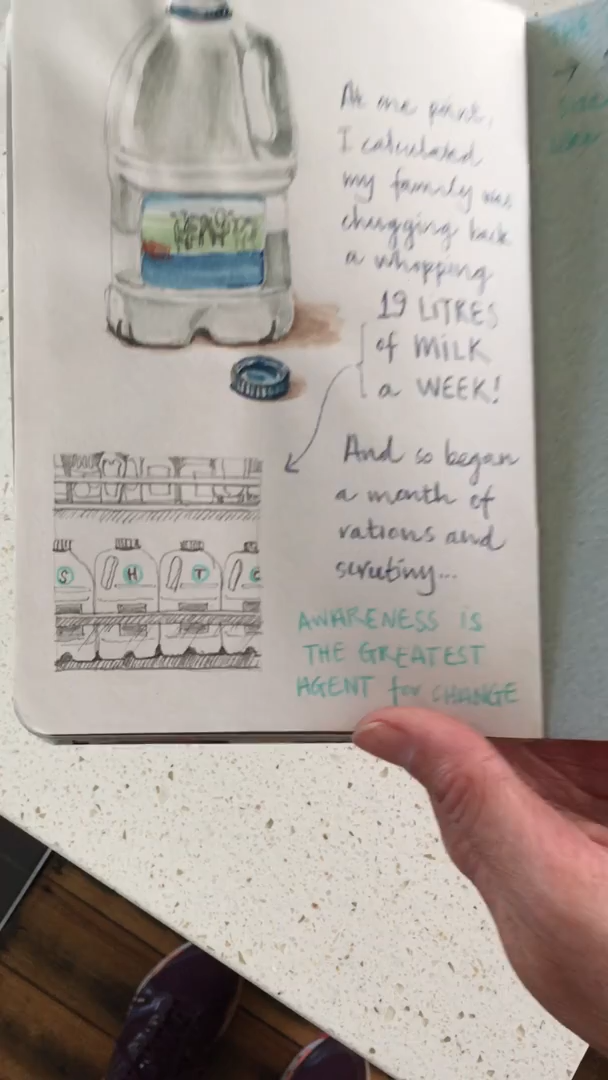 At one point,
I calculated
my family was
chugging back
a whopping
19 LITRES
of MILK
a WEEK!
And so began
a month of
rations and
scrutiny...
AWARENESS is
THE GREATEST
AGENT for CHANGE
S H T C